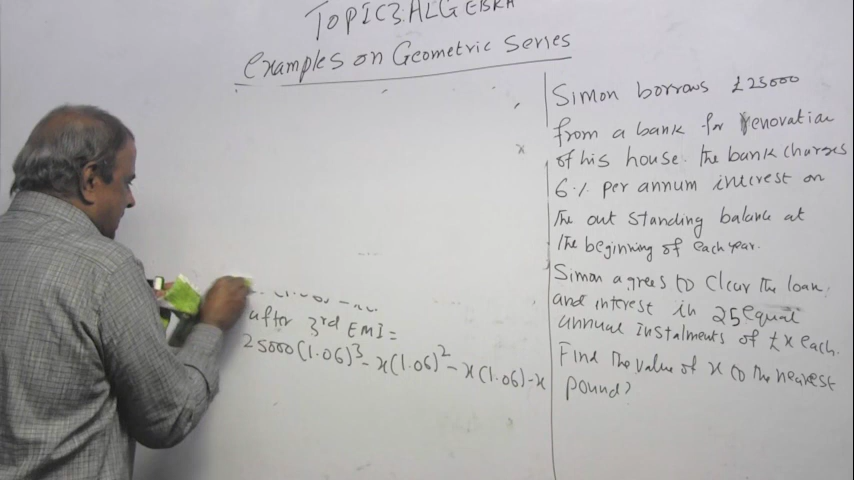 TOPIC 3: ALGEBRA
Examples on Geometric Series
after 3rd EMI =
25000(1.06)³ - x(1.06)² - x(1.06) - x
Simon borrows £25000
from a bank for renovation
of his house. The bank charges
6% per annum interest on
the out standing balance at
the beginning of each year.
Simon agrees to clear the loan
and interest in 25 equal
annual instalments of £x each.
Find the value of x to the nearest
pound?